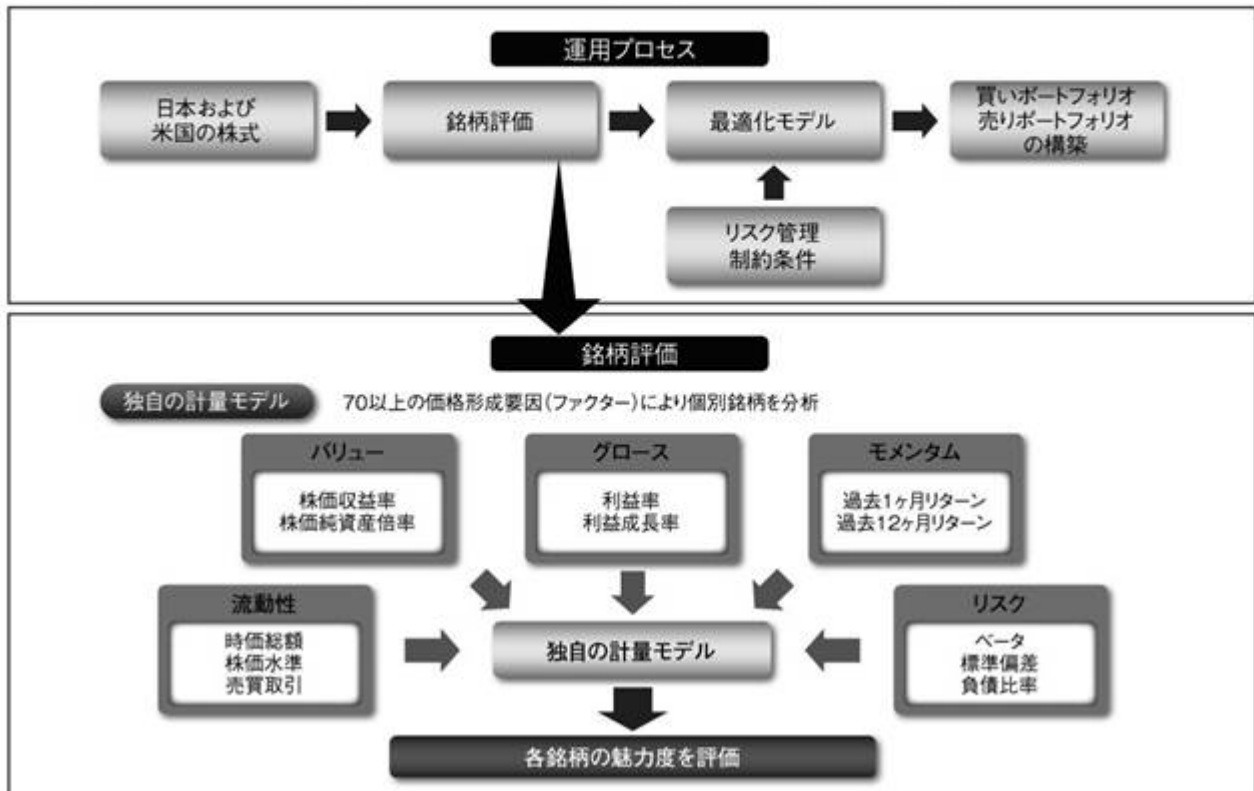 運用プロセス
日本および
米国の株式
銘柄評価
最適化モデル
買いポートフォリオ
売りポートフォリオ
の構築
リスク管理
制約条件
銘柄評価
独自の計量モデル
70以上の価格形成要因(ファクター)により個別銘柄を分析
バリュー
株価収益率
株価純資産倍率
グロース
利益率
利益成長率
モメンタム
過去1ヶ月リターン
過去12ヶ月リターン
流動性
時価総額
株価水準
売買取引
独自の計量モデル
リスク
ベータ
標準偏差
負債比率
各銘柄の魅力度を評価